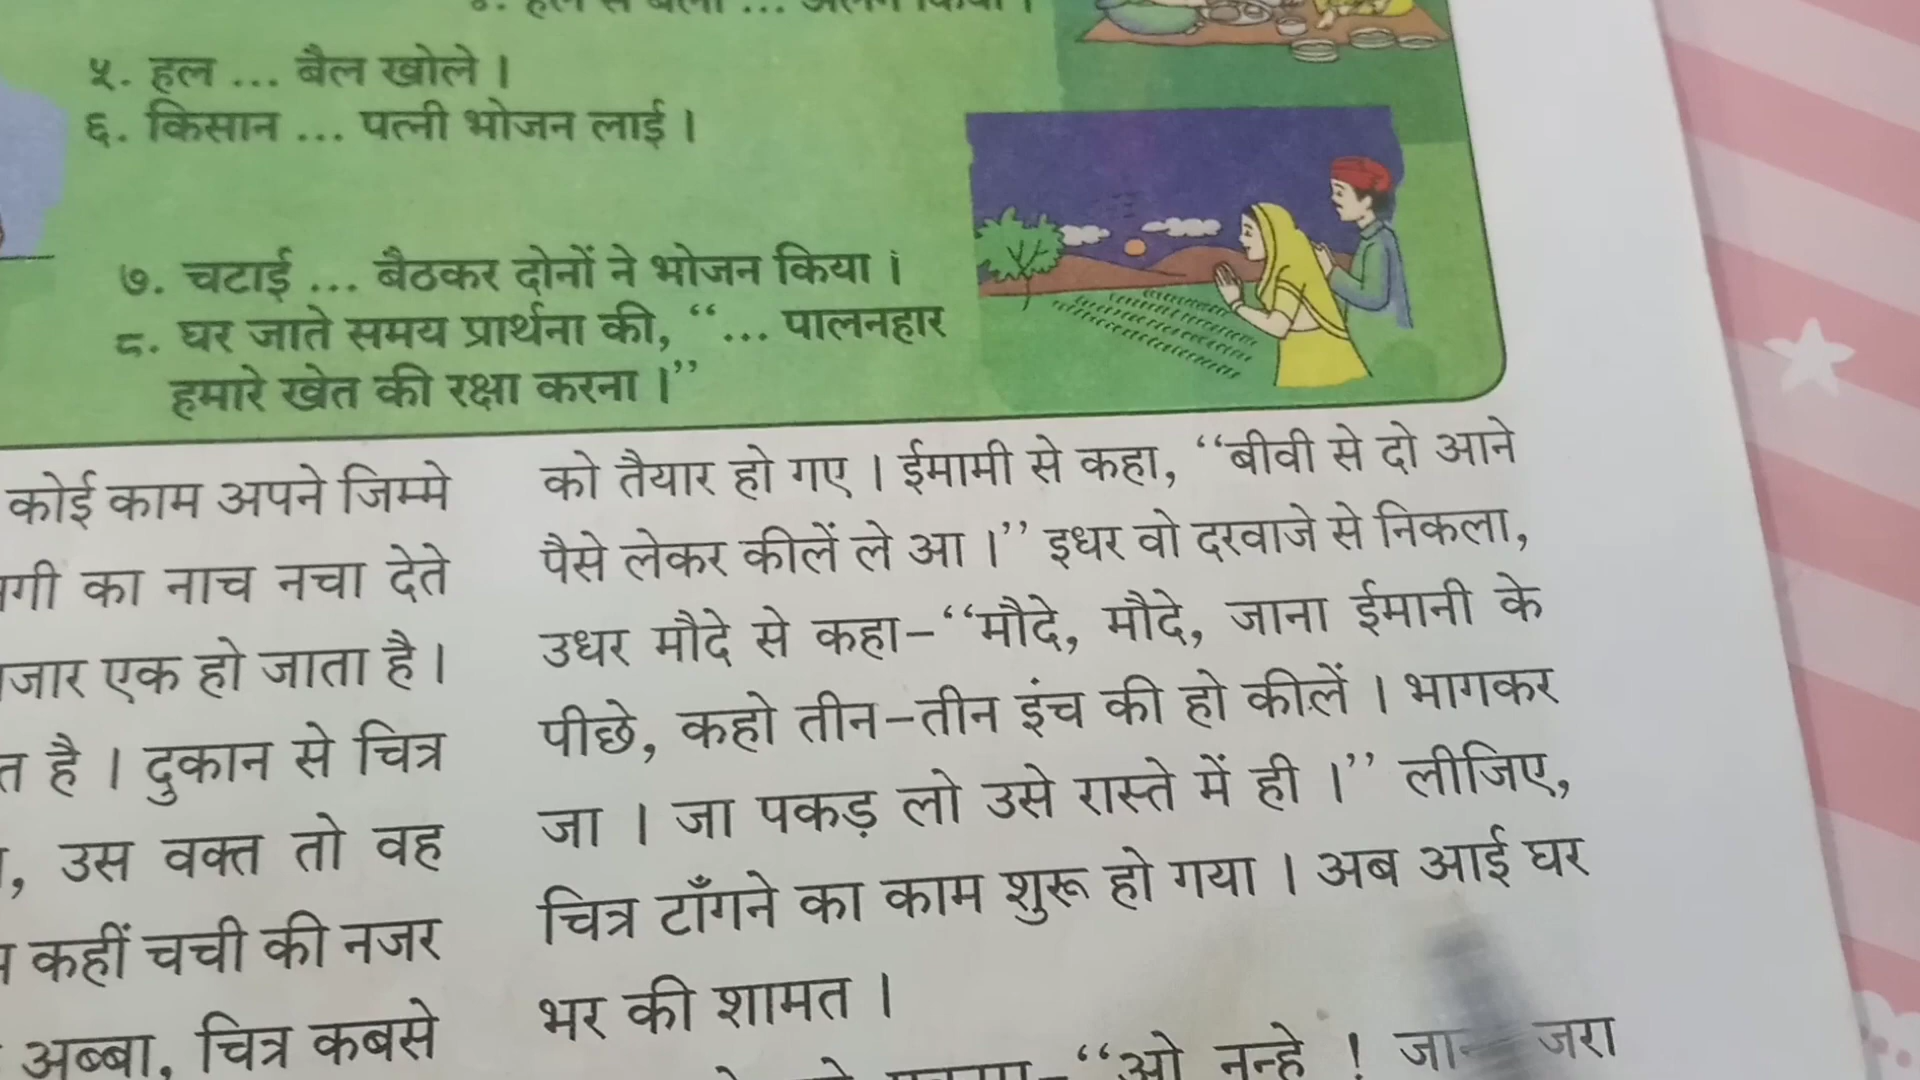 ५. हल ... बैल खोले ।
६. किसान ... पत्नी भोजन लाई ।
७. चटाई ... बैठकर दोनों ने भोजन किया ।
८. घर जाते समय प्रार्थना की, “... पालनहार
हमारे खेत की रक्षा करना ।”
कोई काम अपने जिम्मे
का नाच नचा देते
एक हो जाता है ।
है । दुकान से चित्र
उस वक्त तो वह
कहीं चची की नजर
अब्बा, चित्र कबसे
को तैयार हो गए । ईमामी से कहा, “बीवी से दो आने
पैसे लेकर कीलें ले आ ।” इधर वो दरवाजे से निकला,
उधर मौदे से कहा-“मौदे, मौदे, जाना ईमानी के
पीछे, कहो तीन-तीन इंच की हो कीलें । भागकर
जा । जा पकड़ लो उसे रास्ते में ही ।” लीजिए,
चित्र टाँगने का काम शुरू हो गया । अब आई घर
भर की शामत ।
“ओ नन्हे ! जरा